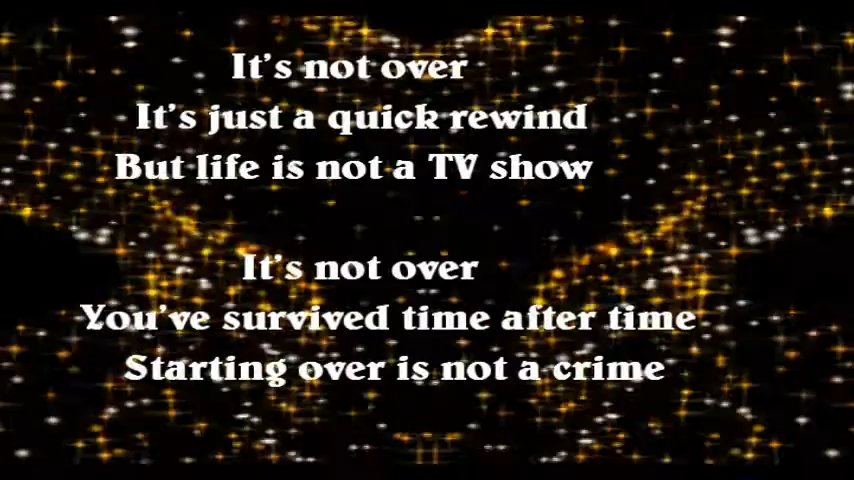 It's not over
It's just a quick rewind
But life is not a TV show
It's not over
You've survived time after time
Starting over is not a crime